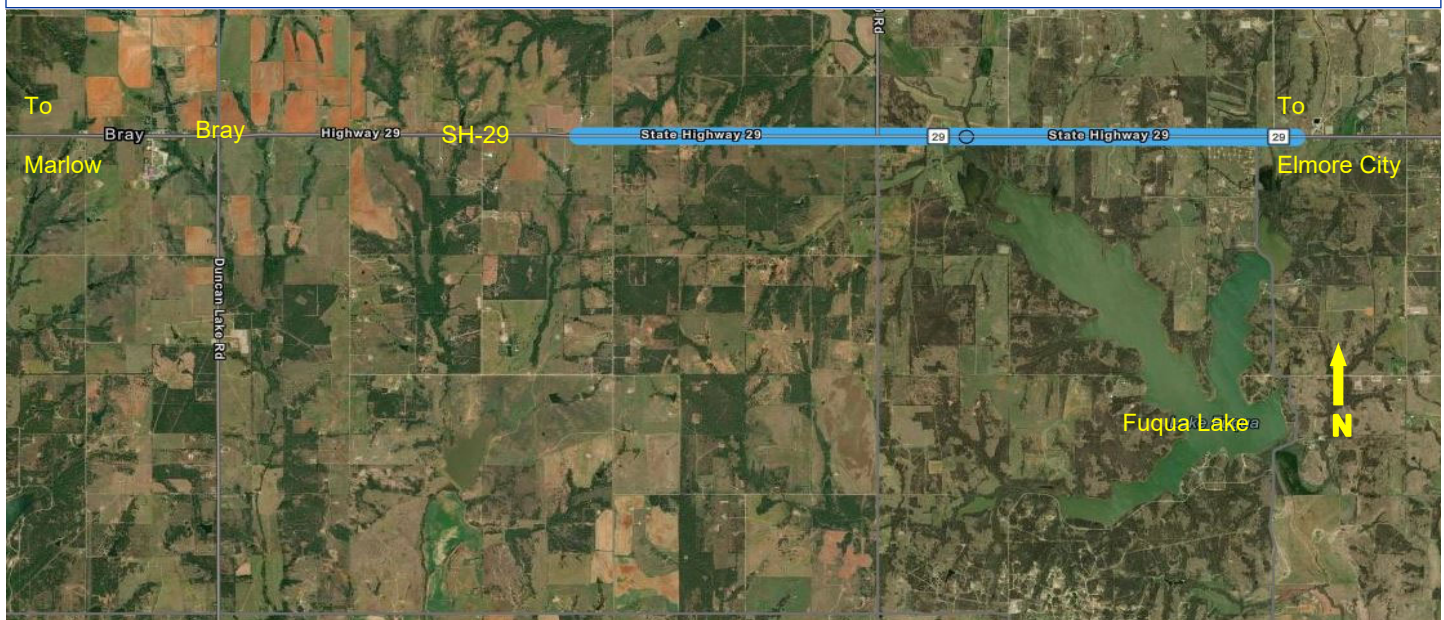 D Rd
To
To
Bray
Bray
Highway 29
SH-29
State Highway 29
29
State Highway 29
29
Marlow
Elmore City
Duncan Lake Rd
Fuqua Lake
N